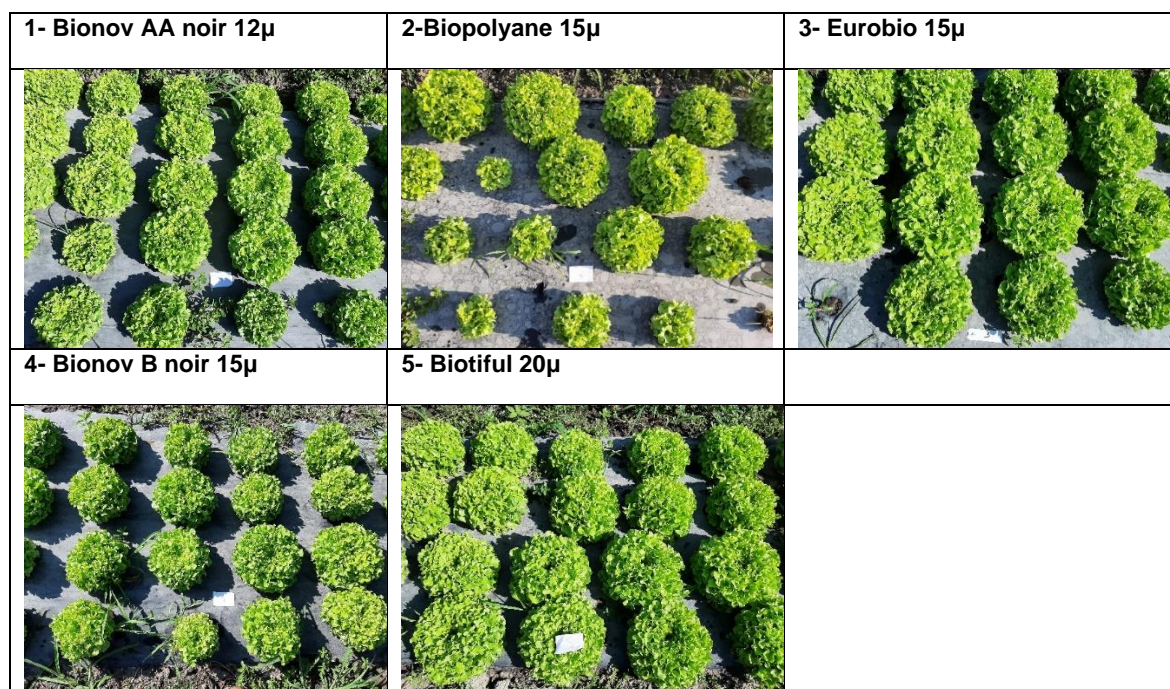 1- Bionov AA noir 12µ
2-Biopolyane 15µ
3- Eurobio 15µ
4- Bionov B noir 15µ
5- Biotiful 20µ